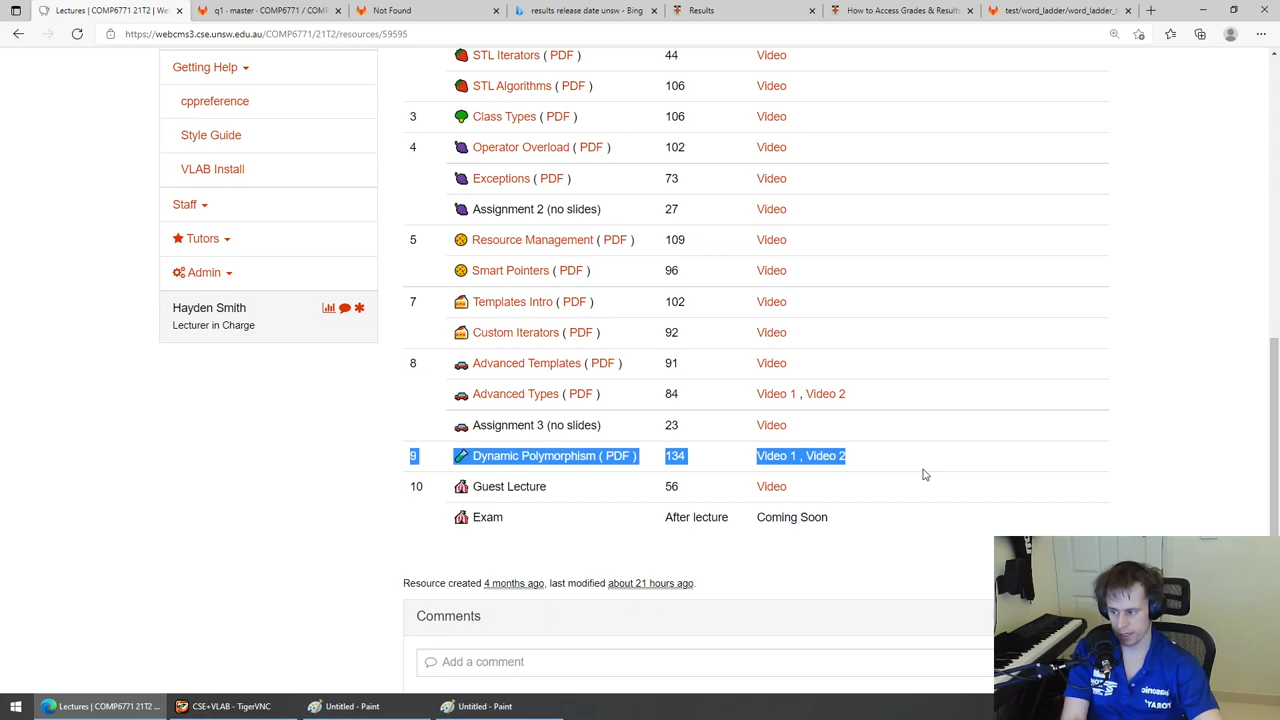 Lectures | COMP6771 21T2 | We
q1 · master · COMP6771 / COMP
Not Found
results release date unsw - Bing
Results
How to Access Grades & Results
test/word_ladder/word_ladder_t
https://webcms3.cse.unsw.edu.au/COMP6771/21T2/resources/59595
Getting Help
cppreference
Style Guide
VLAB Install
Staff
Tutors
Admin
Hayden Smith
Lecturer in Charge
STL Iterators ( PDF ) 44 Video
STL Algorithms ( PDF ) 106 Video
3 Class Types ( PDF ) 106 Video
4 Operator Overload ( PDF ) 102 Video
Exceptions ( PDF ) 73 Video
Assignment 2 (no slides) 27 Video
5 Resource Management ( PDF ) 109 Video
Smart Pointers ( PDF ) 96 Video
7 Templates Intro ( PDF ) 102 Video
Custom Iterators ( PDF ) 92 Video
8 Advanced Templates ( PDF ) 91 Video
Advanced Types ( PDF ) 84 Video 1 , Video 2
Assignment 3 (no slides) 23 Video
9 Dynamic Polymorphism ( PDF ) 134 Video 1 , Video 2
10 Guest Lecture 56 Video
Exam After lecture Coming Soon
Resource created 4 months ago, last modified about 21 hours ago.
Comments
Add a comment
Lectures | COMP6771 21T2 ...
CSE+VLAB - TigerVNC
Untitled - Paint
Untitled - Paint